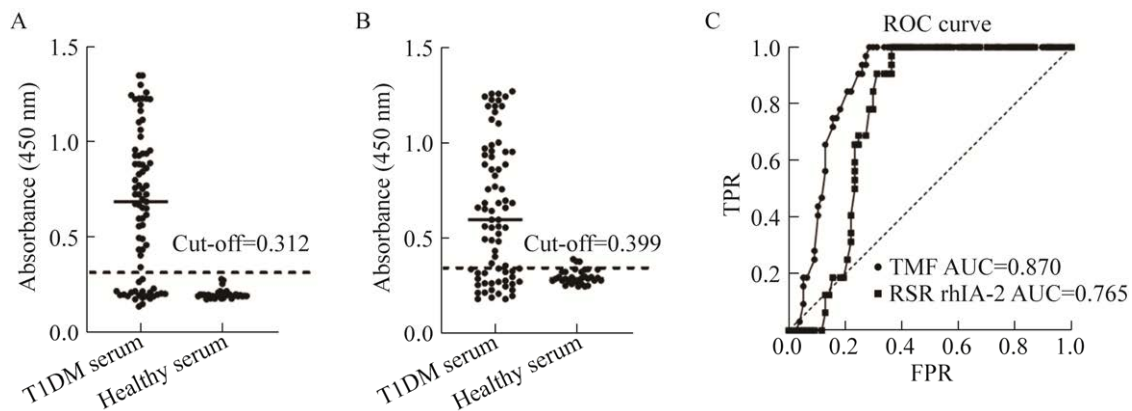 A
Absorbance (450 nm)
1.5
1.0
0.5
0.0
Cut-off=0.312
T1DM serum
Healthy serum
B
Absorbance (450 nm)
1.5
1.0
0.5
0.0
Cut-off=0.399
T1DM serum
Healthy serum
C
ROC curve
TPR
1.0
0.8
0.6
0.4
0.2
TMF AUC=0.870
RSR rhIA-2 AUC=0.765
0.0 0.2 0.4 0.6 0.8 1.0
FPR